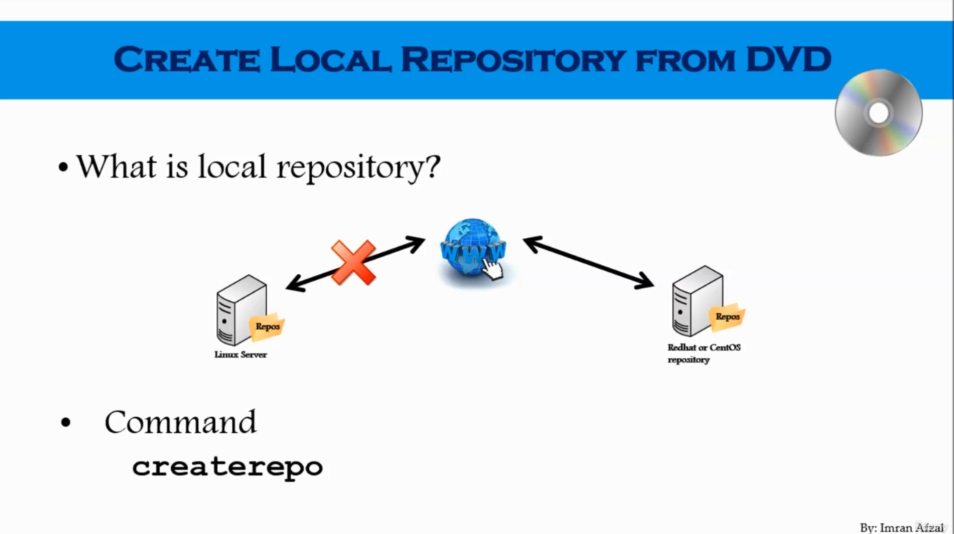 CREATE LOCAL REPOSITORY FROM DVD
• What is local repository?
WWW
Repos
Linux Server
Repos
Redhat or CentOS
repository
• Command
createrepo
By: Imran Afzal